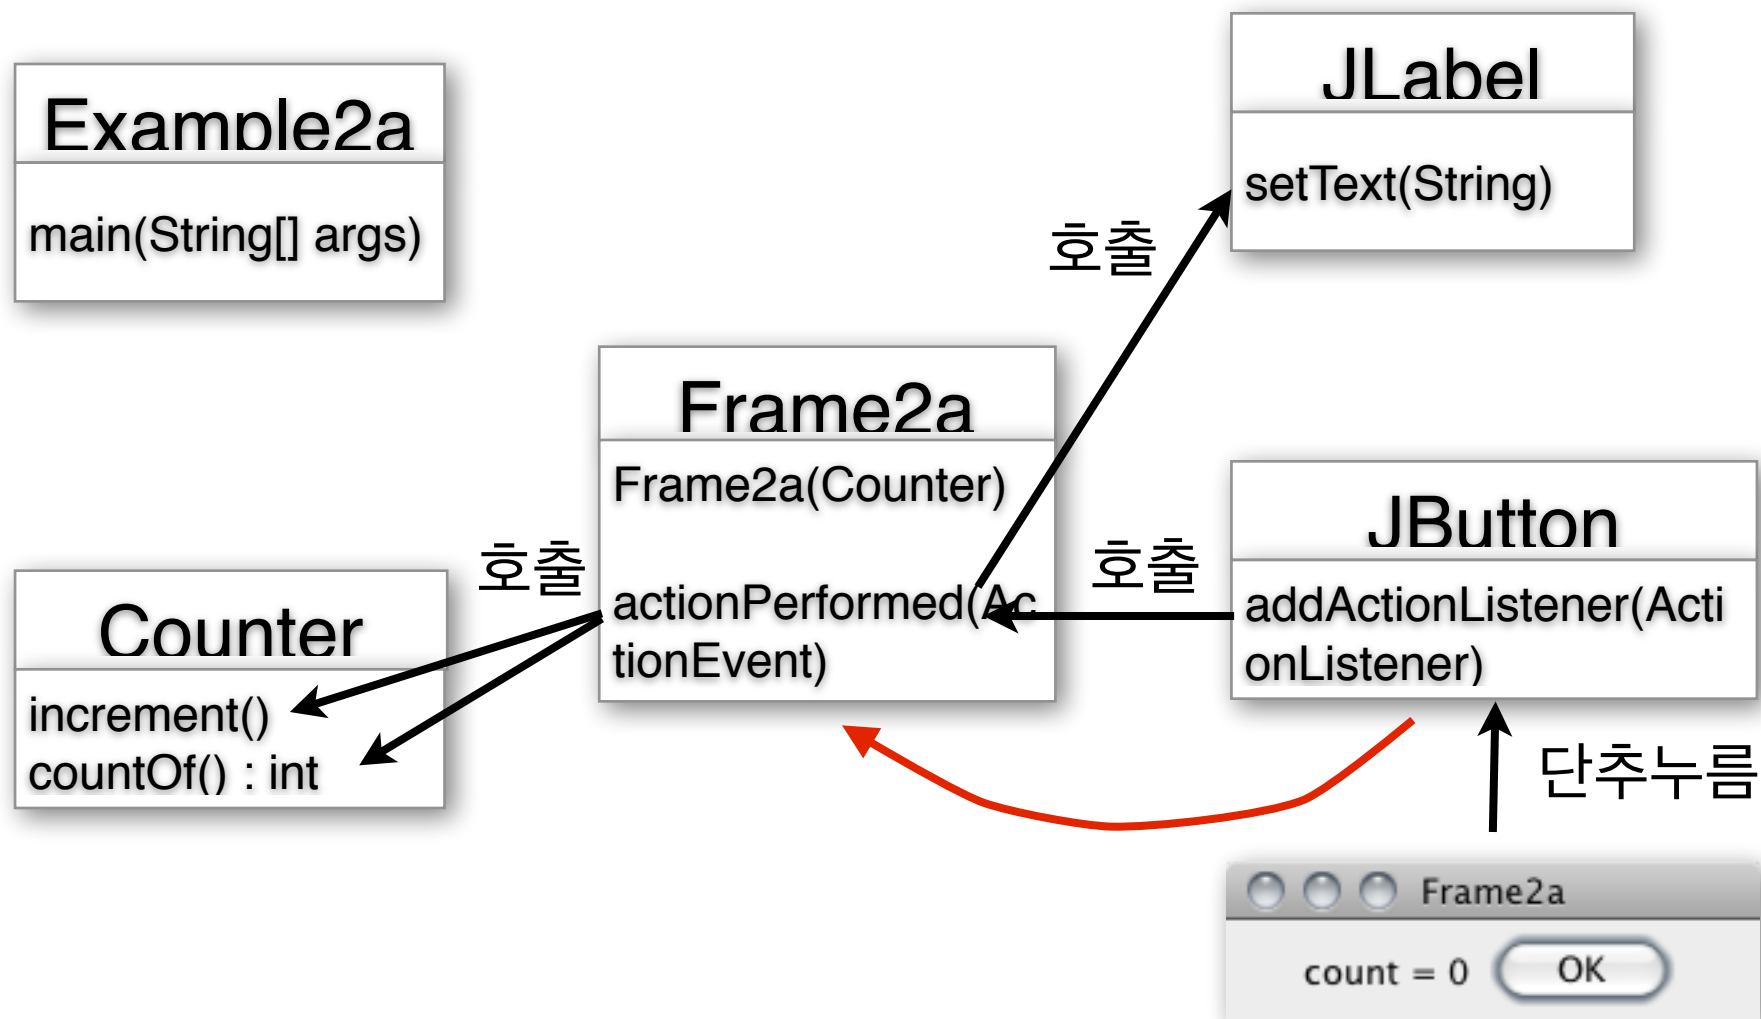 Example2a
main(String[] args)
JLabel
setText(String)
호출
Frame2a
Frame2a(Counter)
actionPerformed(Ac
tionEvent)
호출
호출
JButton
addActionListener(Acti
onListener)
Counter
increment()
countOf() : int
단추누름
Frame2a
count = 0
OK